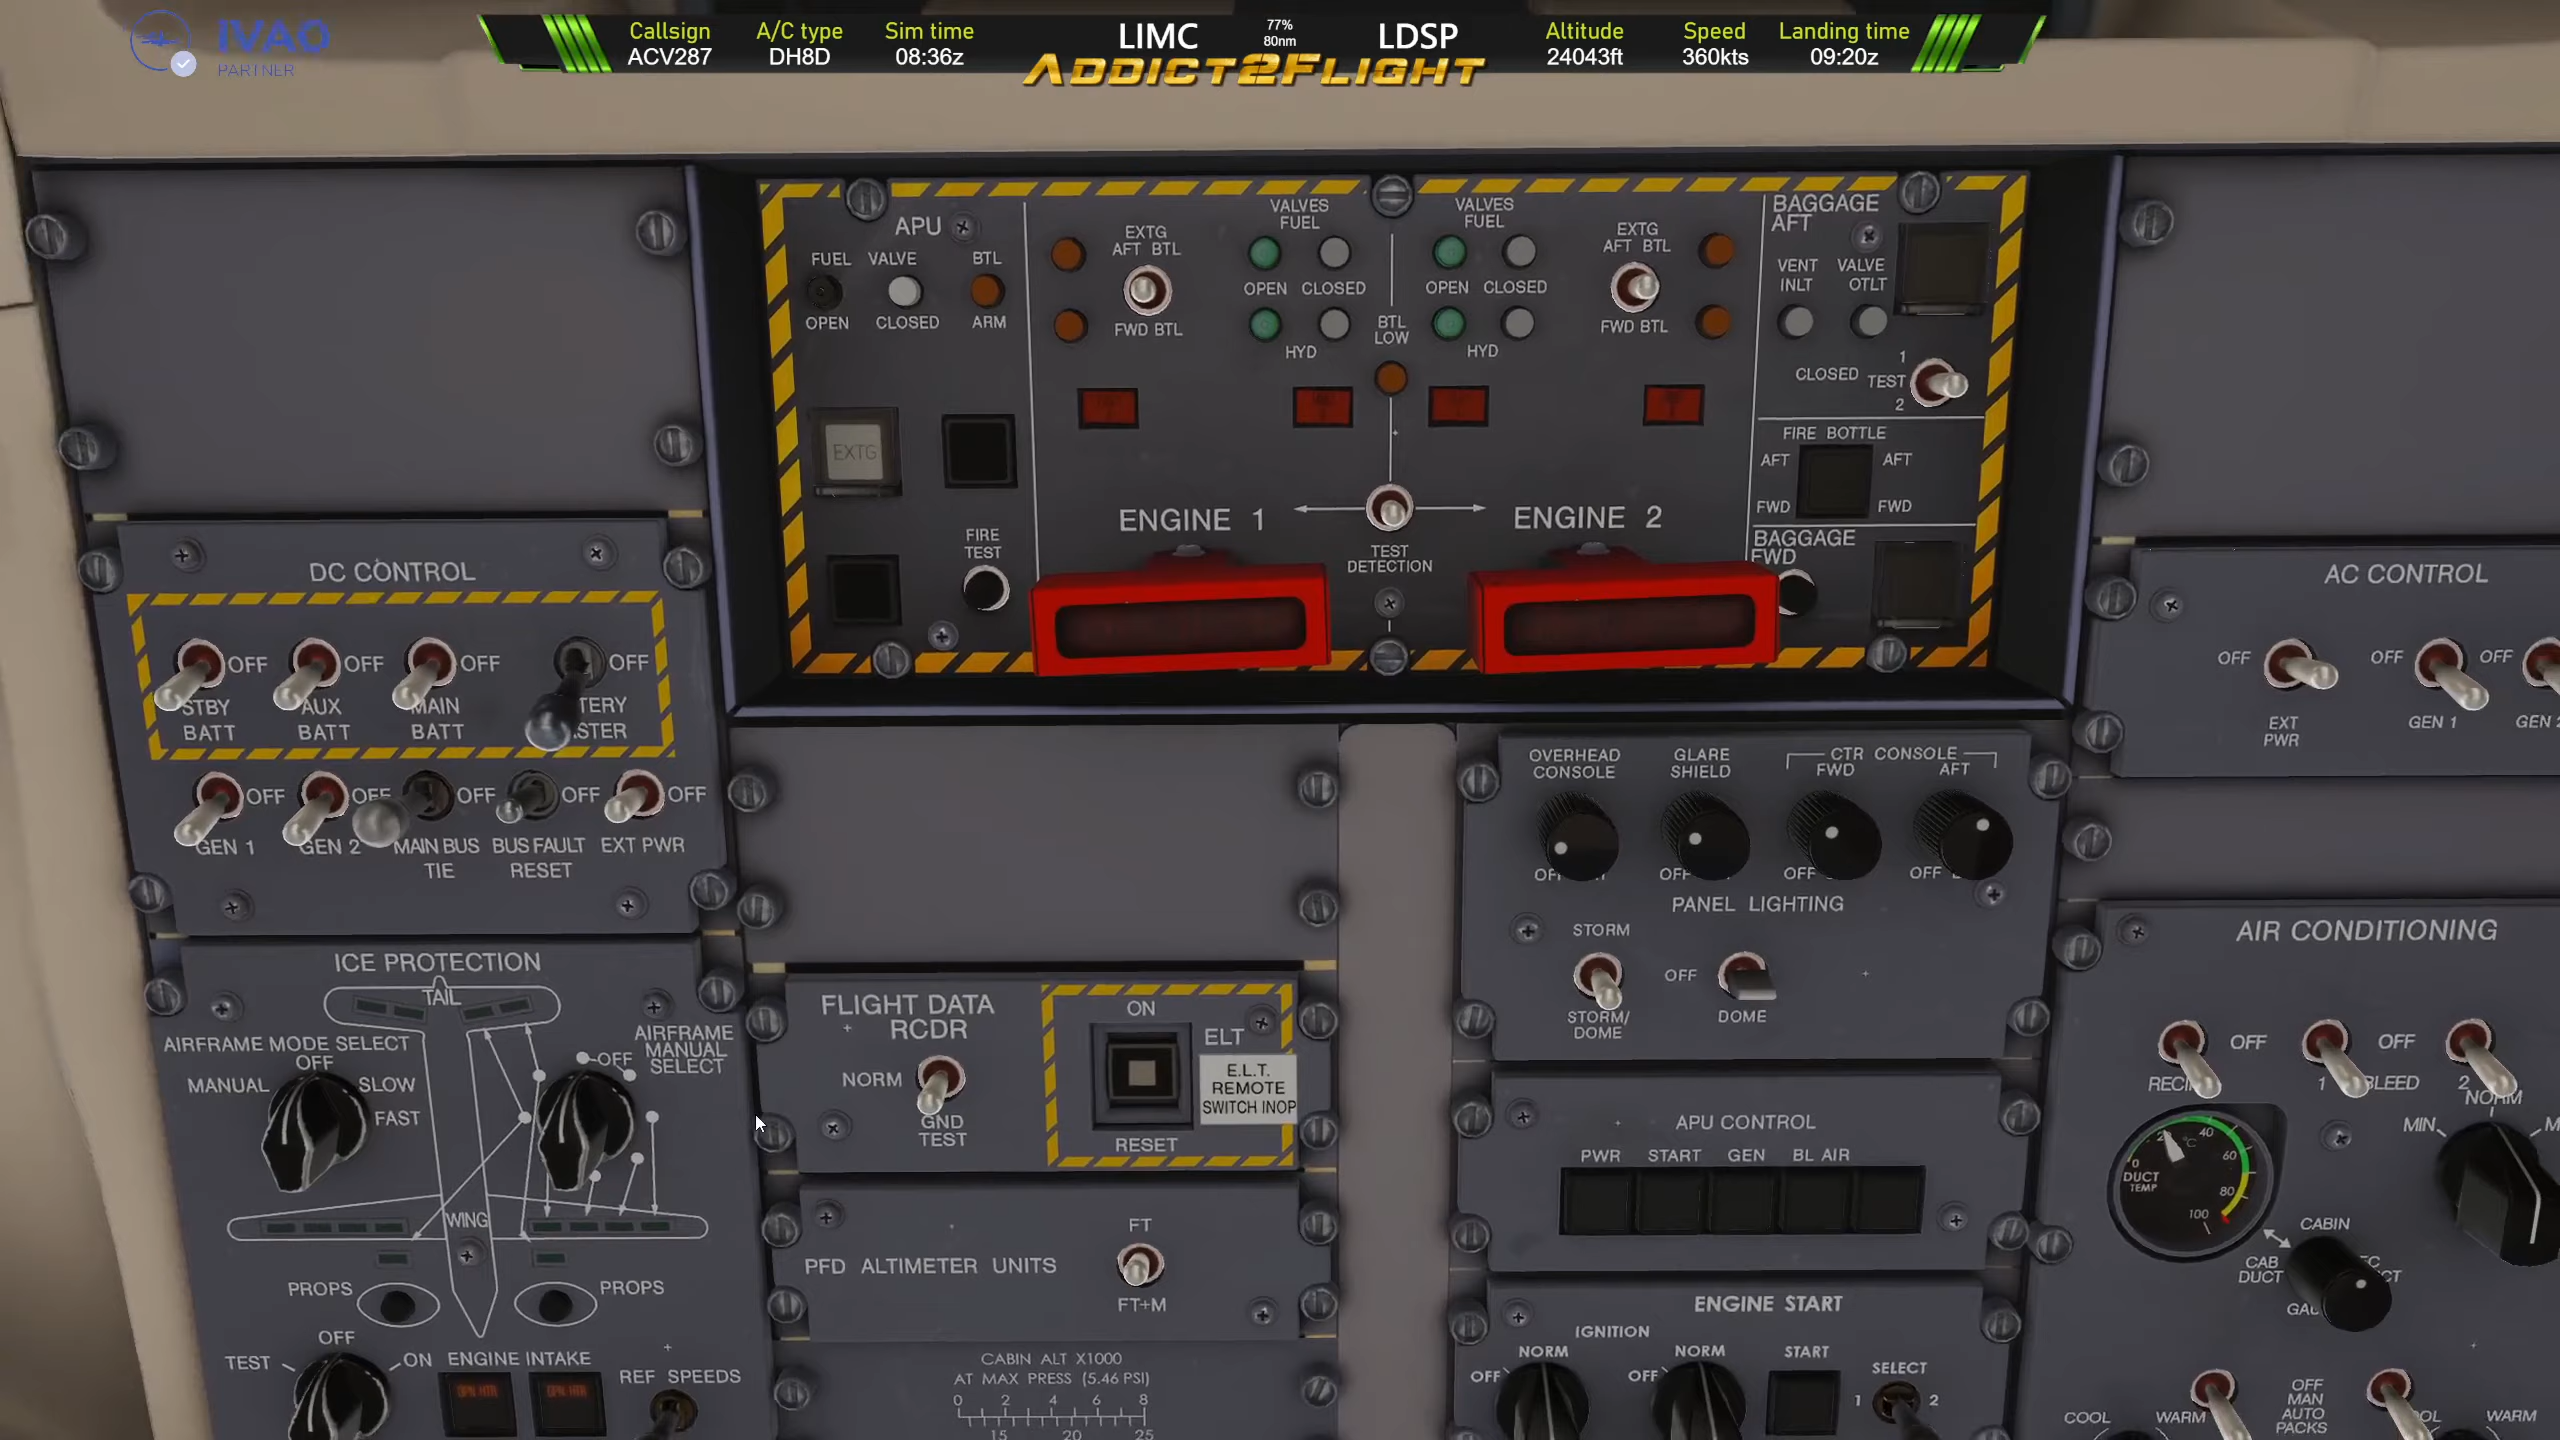 IVAO
PARTNER
Callsign
ACV287
A/C type
DH8D
Sim time
08:36z
LIMC
77%
80nm
LDSP
ADDICT2FLIGHT
Altitude
24043ft
Speed
360kts
Landing time
09:20z
APU
FUEL VALVE BTL
OPEN CLOSED ARM
EXTG
FIRE
TEST
EXTG
AFT BTL
FWD BTL
VALVES
FUEL
OPEN CLOSED
HYD
BTL
LOW
VALVES
FUEL
OPEN CLOSED
HYD
EXTG
AFT BTL
FWD BTL
ENGINE 1
ENGINE 2
TEST
DETECTION
BAGGAGE
AFT
VENT VALVE
INLT OTLT
CLOSED
1
TEST
2
FIRE BOTTLE
AFT AFT
FWD FWD
BAGGAGE
FWD
DC CONTROL
OFF OFF OFF OFF
STBY
BATT
AUX
BATT
MAIN
BATT
TERY
STER
OFF OFF OFF OFF OFF
GEN 1 GEN 2 MAIN BUS BUS FAULT EXT PWR
TIE RESET
AC CONTROL
OFF OFF OFF
EXT
PWR
GEN 1 GEN
OVERHEAD
CONSOLE
GLARE
SHIELD
CTR CONSOLE
FWD AFT
OFF OFF OFF
PANEL LIGHTING
STORM
OFF
STORM/
DOME
DOME
ICE PROTECTION
TAIL
AIRFRAME MODE SELECT
OFF
MANUAL SLOW
FAST
AIRFRAME
MANUAL
SELECT
OFF
WING
PROPS PROPS
OFF
TEST ON
ENGINE INTAKE
OPN HTR OPN HTR
REF SPEEDS
FLIGHT DATA
RCDR
NORM
GND
TEST
ON
ELT
E.L.T.
REMOTE
SWITCH INOP
RESET
PFD ALTIMETER UNITS
FT
FT+M
CABIN ALT X1000
AT MAX PRESS (5.46 PSI)
0 2 4 6 8
15 20 25
APU CONTROL
PWR START GEN BL AIR
ENGINE START
IGNITION
NORM NORM START SELECT
OFF OFF 1 2
AIR CONDITIONING
OFF OFF
1 BLEED 2
NORM
MIN
0 20 40 60 80 100
°C
DUCT
TEMP
CABIN
CAB
DUCT
OFF
MAN
AUTO
PACKS
COOL WARM WARM